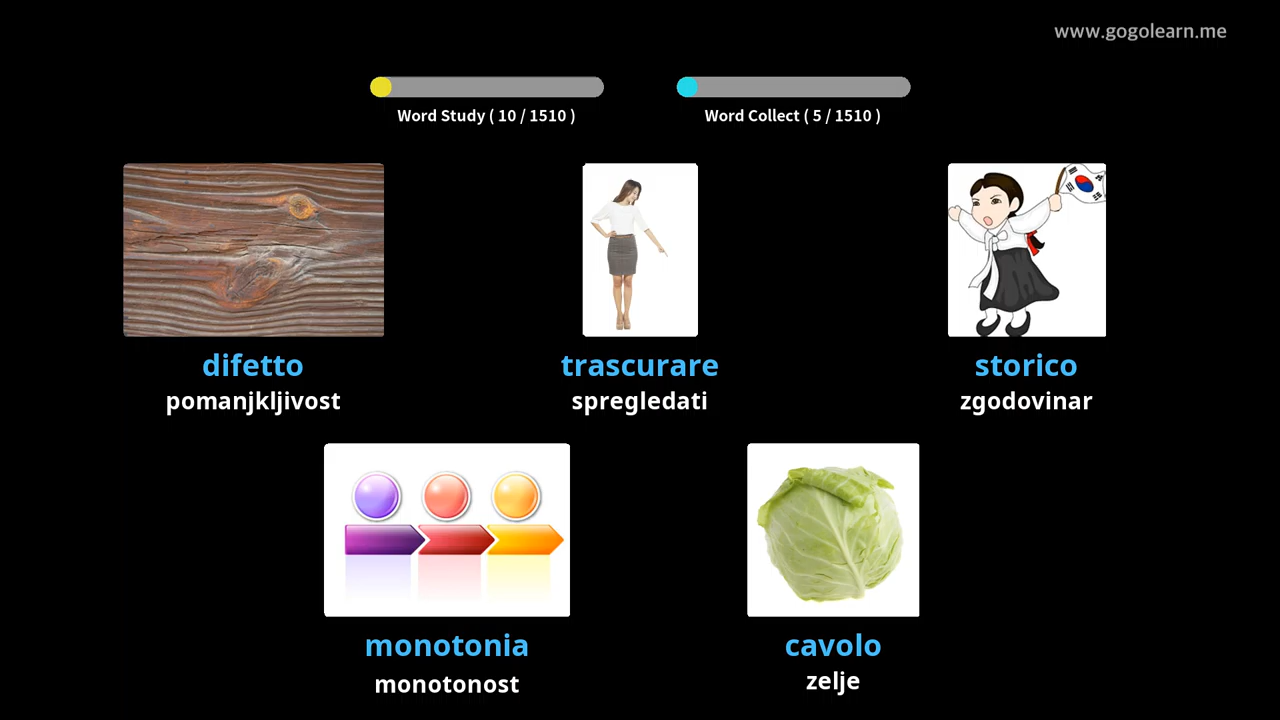 www.gogolearn.me
Word Study ( 10 / 1510 )
Word Collect ( 5 / 1510 )
difetto
pomanjkljivost
trascurare
spregledati
storico
zgodovinar
monotonia
monotonost
cavolo
zelje